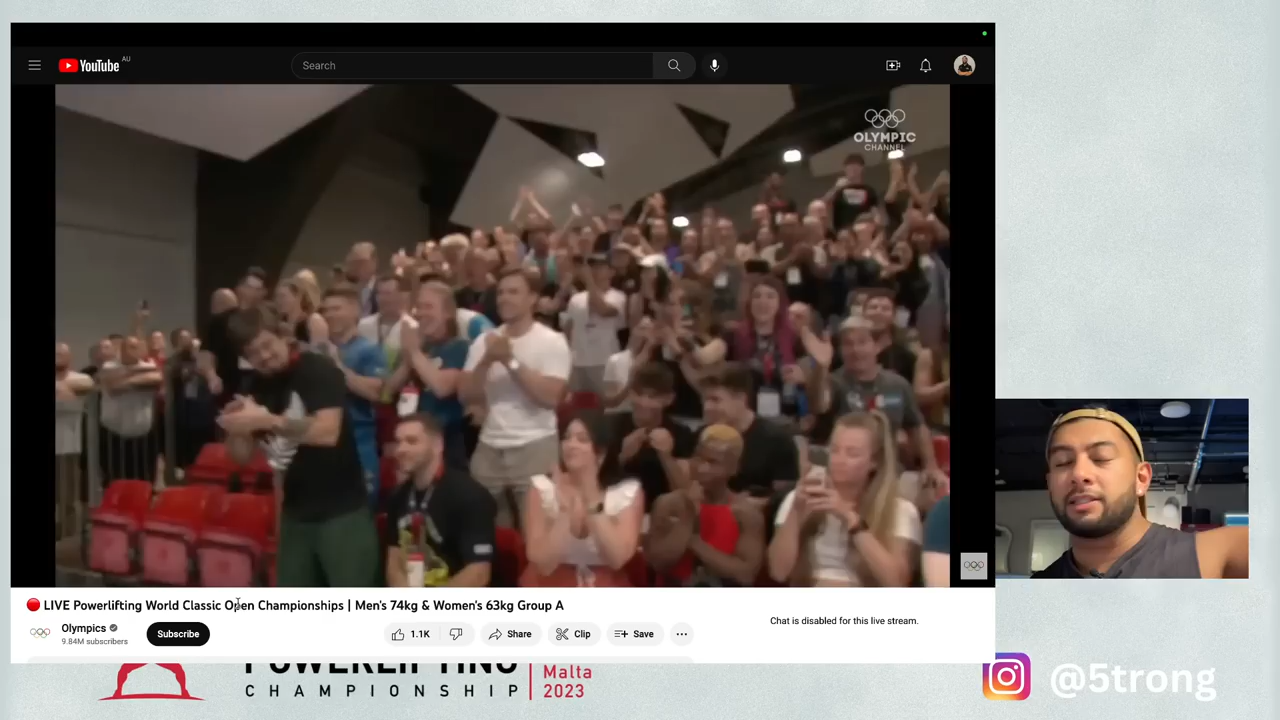 YouTube AU
Search
OLYMPIC
CHANNEL
🔴 LIVE Powerlifting World Classic Open Championships | Men's 74kg & Women's 63kg Group A
Olympics
9.84M subscribers
Subscribe
1.1K
Share
Clip
Save
Chat is disabled for this live stream.
POWERLIFTING
CHAMPIONSHIP
Malta
2023
@5trong